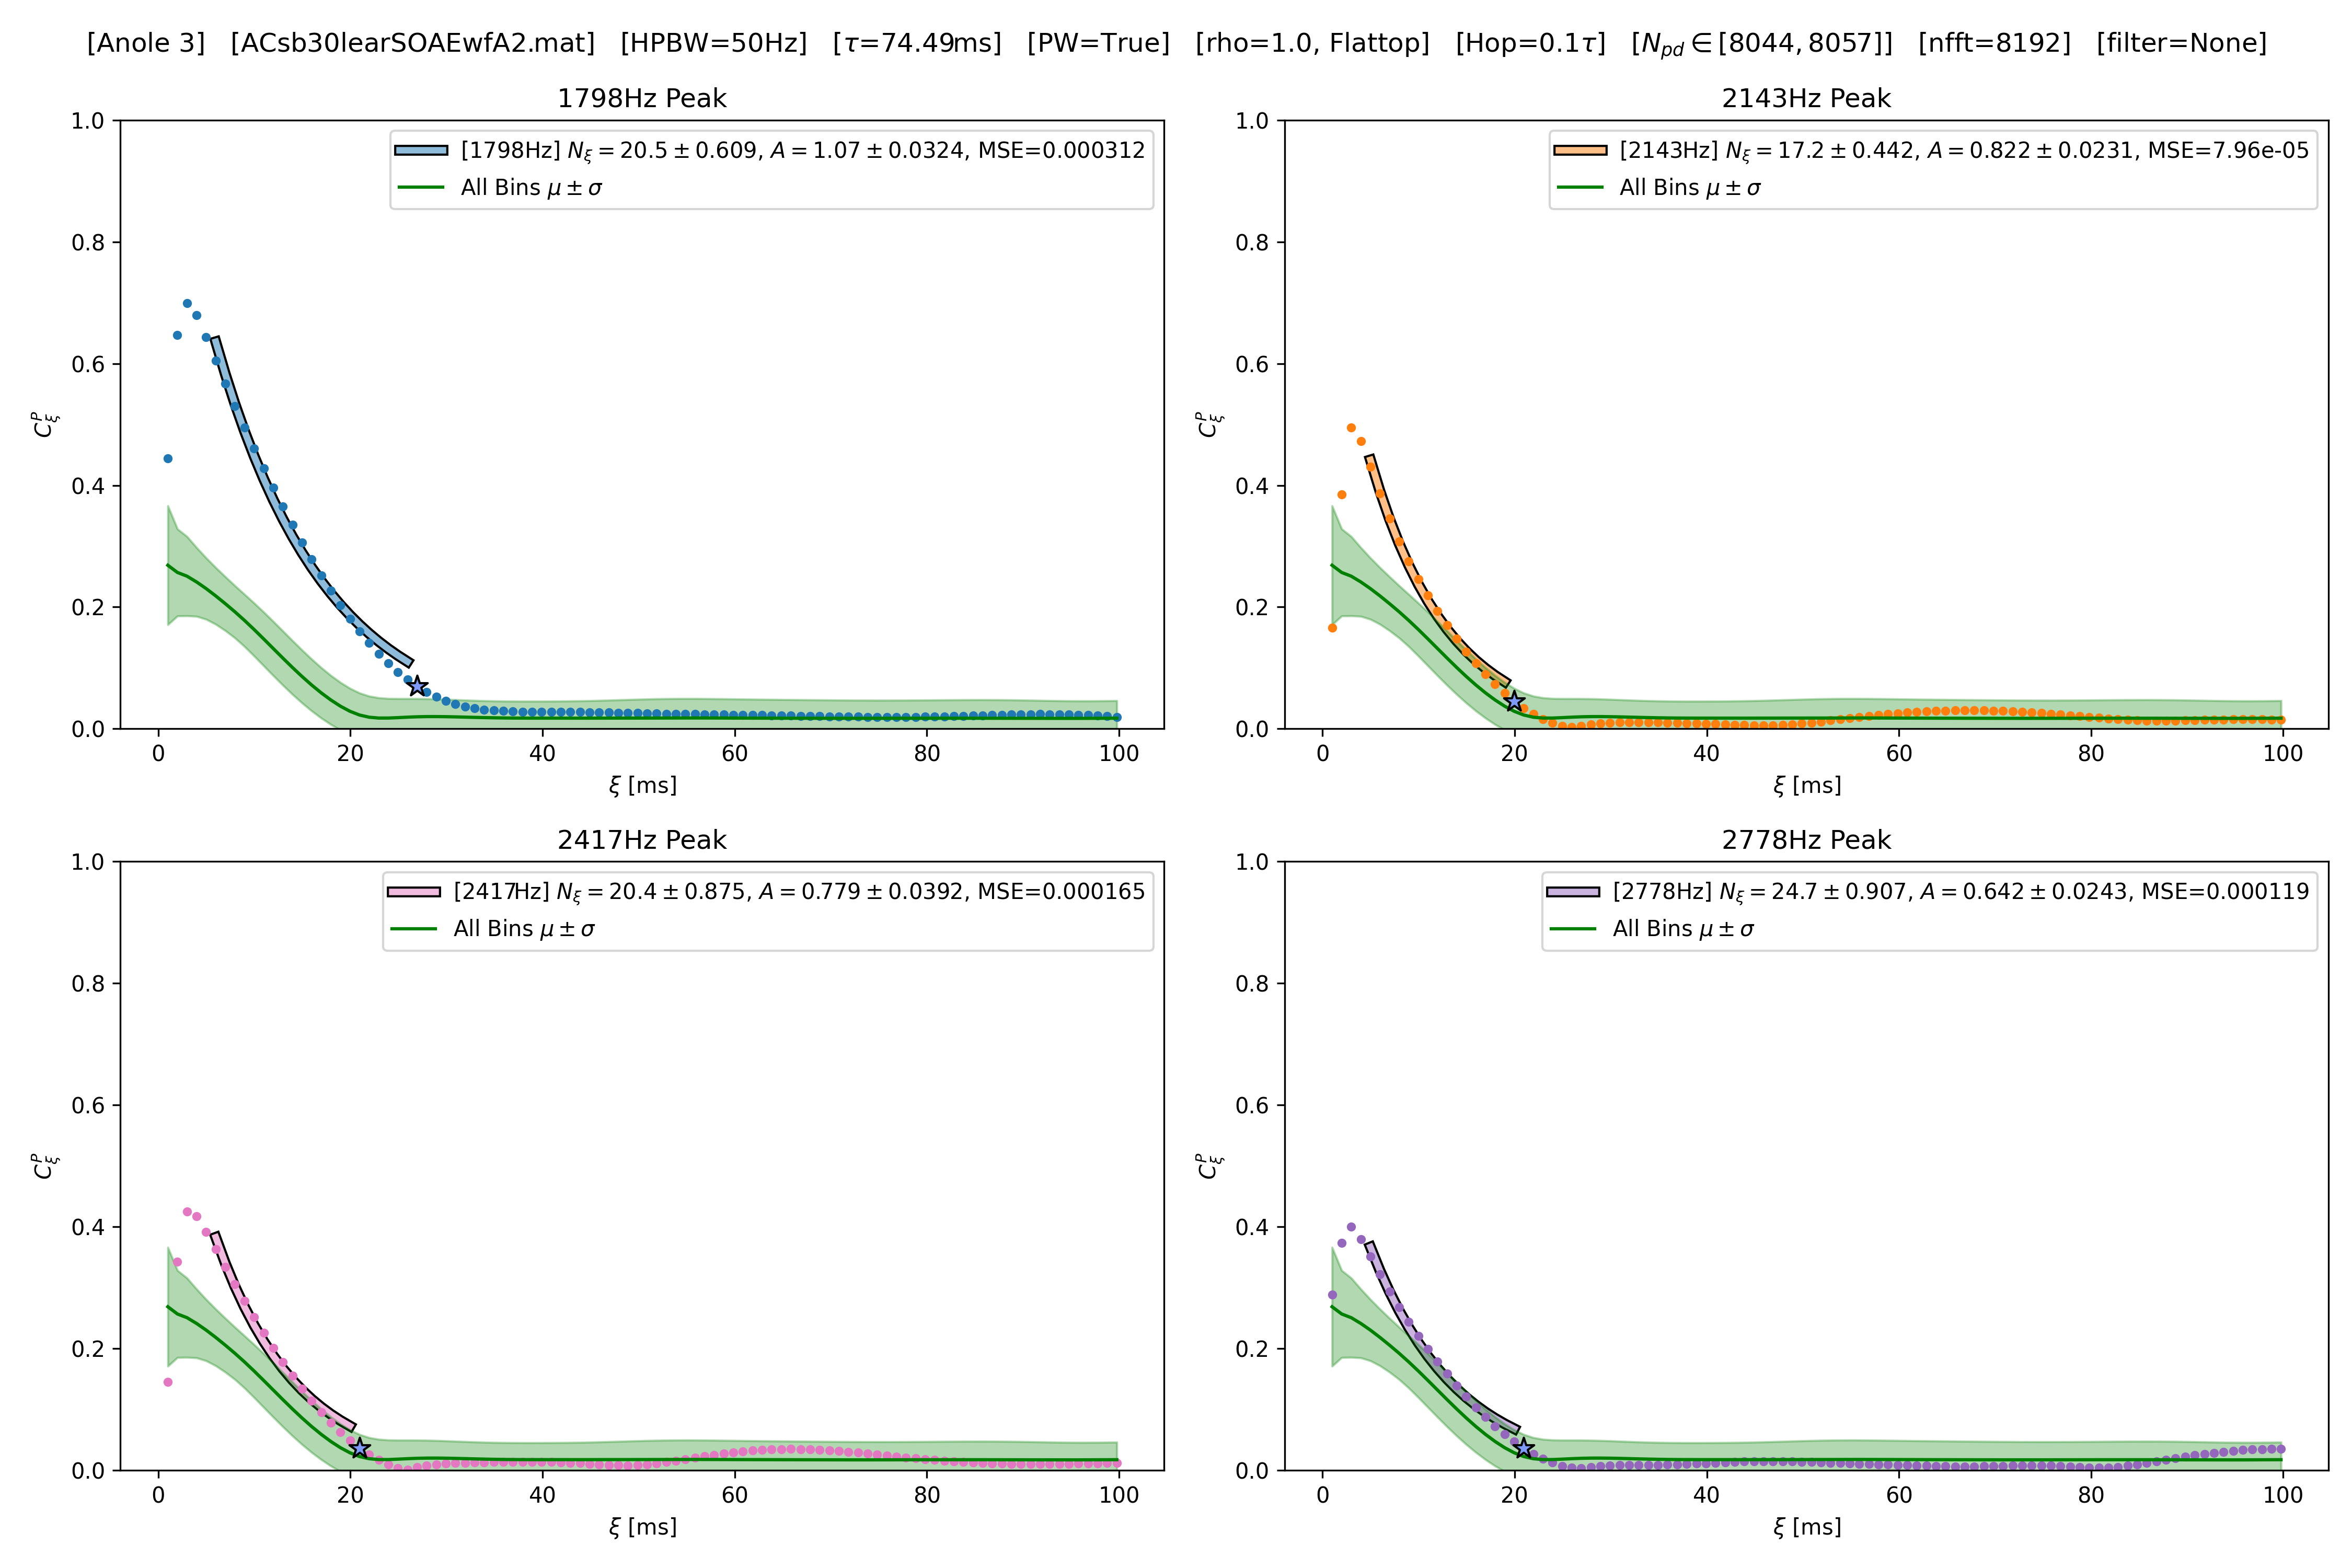 [Anole 3] [ACsb30learSOAEwfA2.mat] [HPBW=50Hz] [τ=74.49ms] [PW=True] [rho=1.0, Flattop] [Hop=0.1τ] [N_pd ∈ [8044, 8057]] [nfft=8192] [filter=None]
1798Hz Peak
[1798Hz] N_ξ = 20.5 ± 0.609, A = 1.07 ± 0.0324, MSE=0.000312
All Bins μ ± σ
1.0
0.8
0.6
0.4
0.2
0.0
C_ξ^P
0 20 40 60 80 100
ξ [ms]
2143Hz Peak
[2143Hz] N_ξ = 17.2 ± 0.442, A = 0.822 ± 0.0231, MSE=7.96e-05
All Bins μ ± σ
1.0
0.8
0.6
0.4
0.2
0.0
C_ξ^P
0 20 40 60 80 100
ξ [ms]
2417Hz Peak
[2417Hz] N_ξ = 20.4 ± 0.875, A = 0.779 ± 0.0392, MSE=0.000165
All Bins μ ± σ
1.0
0.8
0.6
0.4
0.2
0.0
C_ξ^P
0 20 40 60 80 100
ξ [ms]
2778Hz Peak
[2778Hz] N_ξ = 24.7 ± 0.907, A = 0.642 ± 0.0243, MSE=0.000119
All Bins μ ± σ
1.0
0.8
0.6
0.4
0.2
0.0
C_ξ^P
0 20 40 60 80 100
ξ [ms]